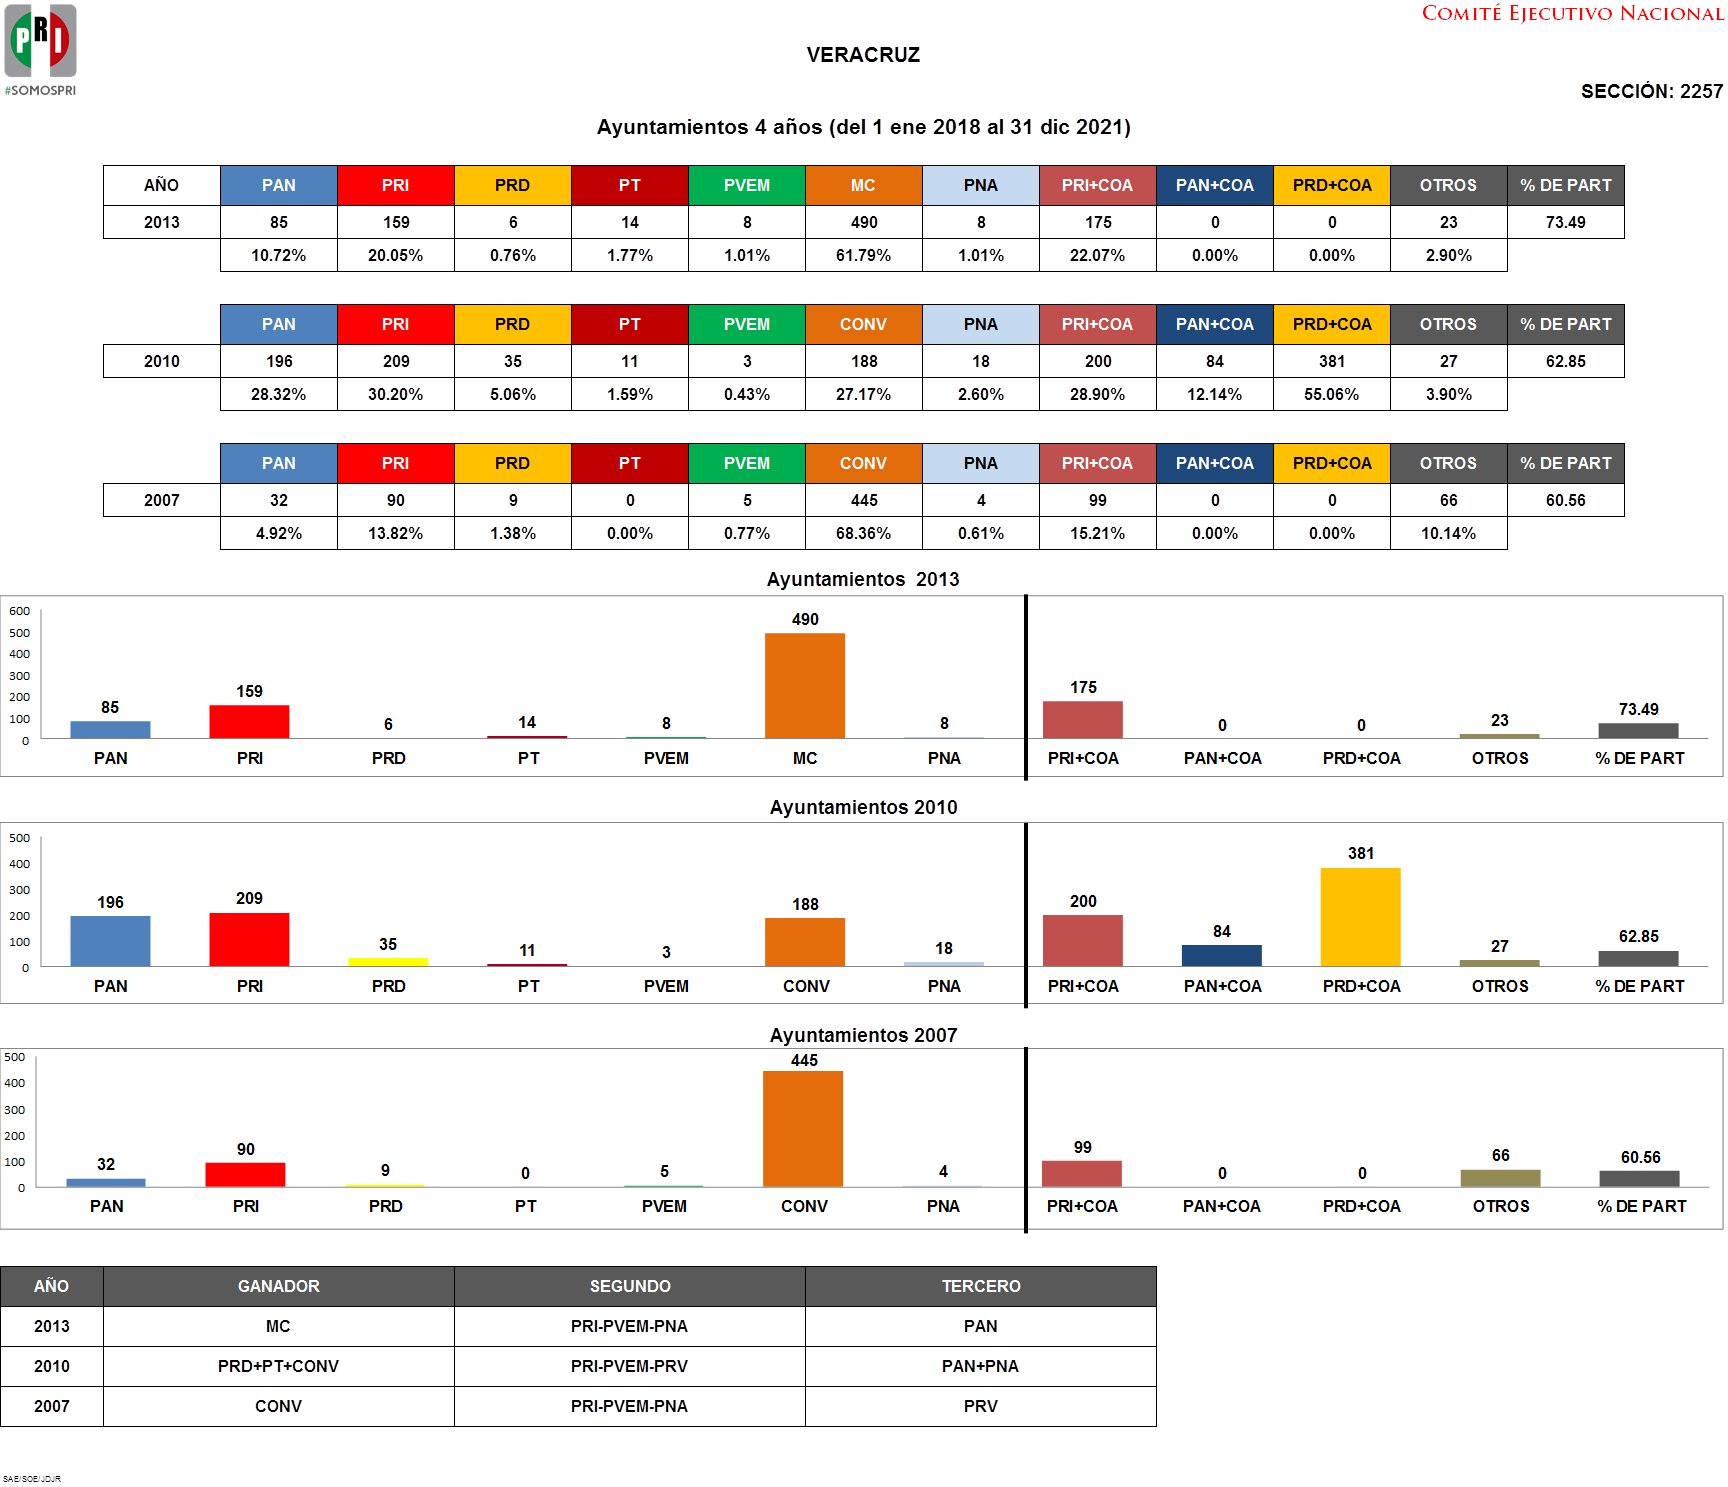 PRI
#SOMOSPRI
COMITÉ EJECUTIVO NACIONAL
VERACRUZ
SECCIÓN: 2257
Ayuntamientos 4 años (del 1 ene 2018 al 31 dic 2021)
AÑO PAN PRI PRD PT PVEM MC PNA PRI+COA PAN+COA PRD+COA OTROS % DE PART
2013 85 159 6 14 8 490 8 175 0 0 23 73.49
10.72% 20.05% 0.76% 1.77% 1.01% 61.79% 1.01% 22.07% 0.00% 0.00% 2.90%
PAN PRI PRD PT PVEM CONV PNA PRI+COA PAN+COA PRD+COA OTROS % DE PART
2010 196 209 35 11 3 188 18 200 84 381 27 62.85
28.32% 30.20% 5.06% 1.59% 0.43% 27.17% 2.60% 28.90% 12.14% 55.06% 3.90%
PAN PRI PRD PT PVEM CONV PNA PRI+COA PAN+COA PRD+COA OTROS % DE PART
2007 32 90 9 0 5 445 4 99 0 0 66 60.56
4.92% 13.82% 1.38% 0.00% 0.77% 68.36% 0.61% 15.21% 0.00% 0.00% 10.14%
Ayuntamientos 2013
600
500
400
300
200
100
0
85 159 6 14 8 490 8 175 0 0 23 73.49
PAN PRI PRD PT PVEM MC PNA PRI+COA PAN+COA PRD+COA OTROS % DE PART
Ayuntamientos 2010
500
400
300
200
100
0
196 209 35 11 3 188 18 200 84 381 27 62.85
PAN PRI PRD PT PVEM CONV PNA PRI+COA PAN+COA PRD+COA OTROS % DE PART
Ayuntamientos 2007
500
400
300
200
100
0
32 90 9 0 5 445 4 99 0 0 66 60.56
PAN PRI PRD PT PVEM CONV PNA PRI+COA PAN+COA PRD+COA OTROS % DE PART
AÑO GANADOR SEGUNDO TERCERO
2013 MC PRI-PVEM-PNA PAN
2010 PRD+PT+CONV PRI-PVEM-PRV PAN+PNA
2007 CONV PRI-PVEM-PNA PRV
SAE/SOE/JDJR